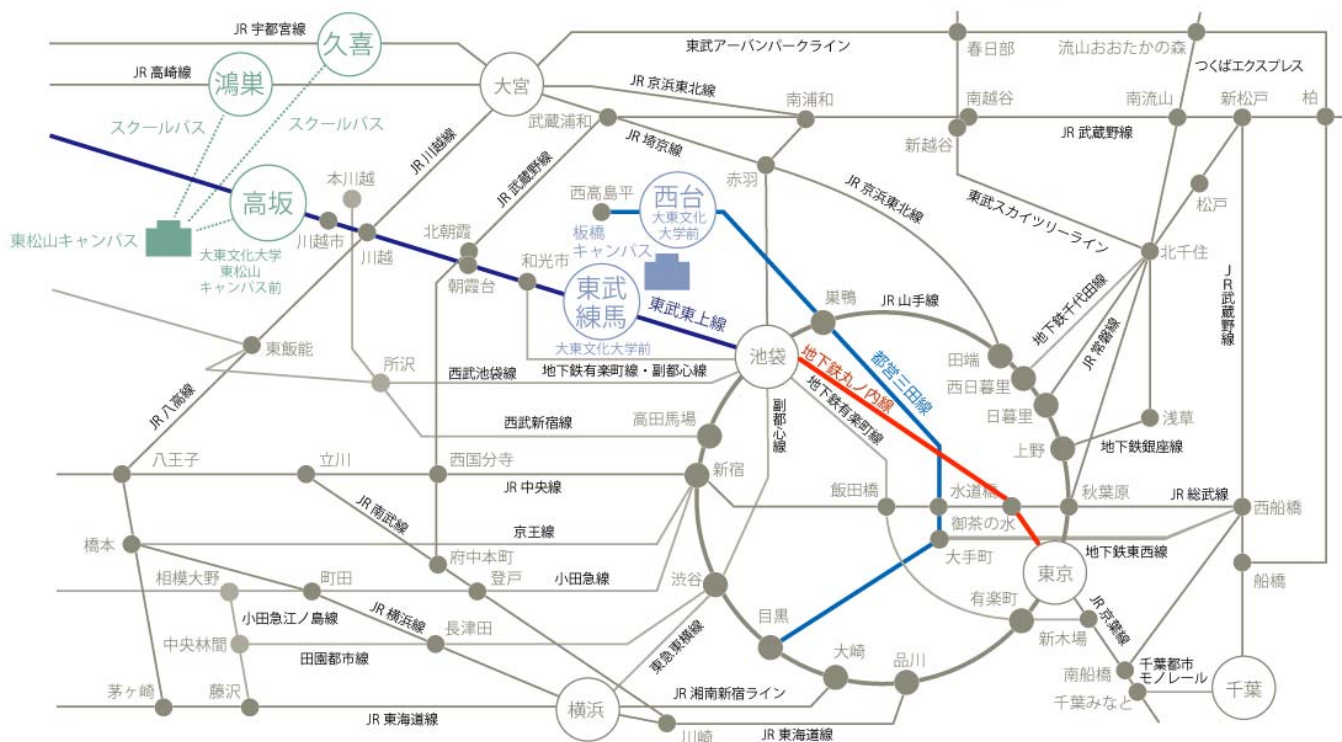 JR 宇都宮線
久喜
東武アーバンパークライン
春日部
流山おおたかの森
JR 高崎線
鴻巣
大宮
JR 京浜東北線
つくばエクスプレス
スクールバス
スクールバス
南浦和
南越谷
南流山
新松戸
柏
武蔵浦和
JR 武蔵野線
新越谷
JR 川越線
JR 埼京線
JR 武蔵野線
赤羽
JR 京浜東北線
高坂
本川越
西高島平
西台
大東文化
大学前
松戸
東武スカイツリーライン
東松山キャンパス
川越市
川越
北朝霞
板橋
キャンパス
北千住
大東文化大学
東松山
キャンパス前
朝霞台
和光市
東武
練馬
大東文化大学前
東武東上線
巣鴨
JR 山手線
地下鉄千代田線
JR 常磐線
JR 武蔵野線
東飯能
所沢
池袋
田端
西武池袋線
地下鉄有楽町線・副都心線
地下鉄丸ノ内線
都営三田線
西日暮里
JR 八高線
地下鉄有楽町線
副都心線
日暮里
浅草
西武新宿線
高田馬場
上野
地下鉄銀座線
八王子
立川
西国分寺
新宿
JR 中央線
飯田橋
水道橋
秋葉原
JR 総武線
西船橋
JR 南武線
御茶の水
京王線
大手町
地下鉄東西線
橋本
府中本町
東京
船橋
相模大野
町田
登戸
小田急線
渋谷
有楽町
小田急江ノ島線
JR 横浜線
目黒
新木場
JR 京葉線
中央林間
長津田
田園都市線
東急東横線
大崎
品川
南船橋
千葉都市
モノレール
千葉
茅ヶ崎
藤沢
JR 湘南新宿ライン
千葉みなと
JR 東海道線
横浜
川崎
JR 東海道線